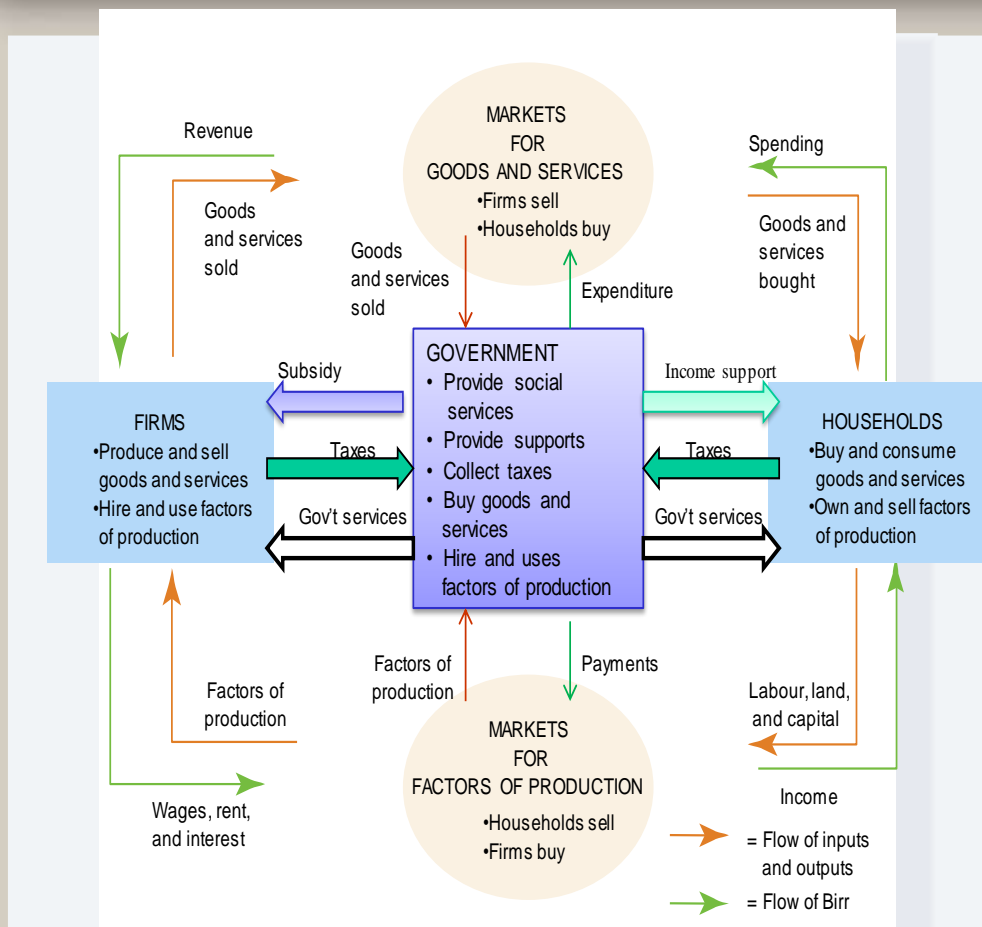 MARKETS
FOR
GOODS AND SERVICES
•Firms sell
•Households buy
Revenue
Goods
and services
sold
Spending
Goods and
services
bought
Goods
and services
sold
Expenditure
GOVERNMENT
• Provide social
services
• Provide supports
• Collect taxes
• Buy goods and
services
• Hire and uses
factors of production
Subsidy
Taxes
Gov't services
Income support
Taxes
Gov't services
FIRMS
•Produce and sell
goods and services
•Hire and use factors
of production
HOUSEHOLDS
•Buy and consume
goods and services
•Own and sell factors
of production
Factors of
production
Payments
Factors of
production
Wages, rent,
and interest
Labour, land,
and capital
Income
MARKETS
FOR
FACTORS OF PRODUCTION
•Households sell
•Firms buy
= Flow of inputs
and outputs
= Flow of Birr